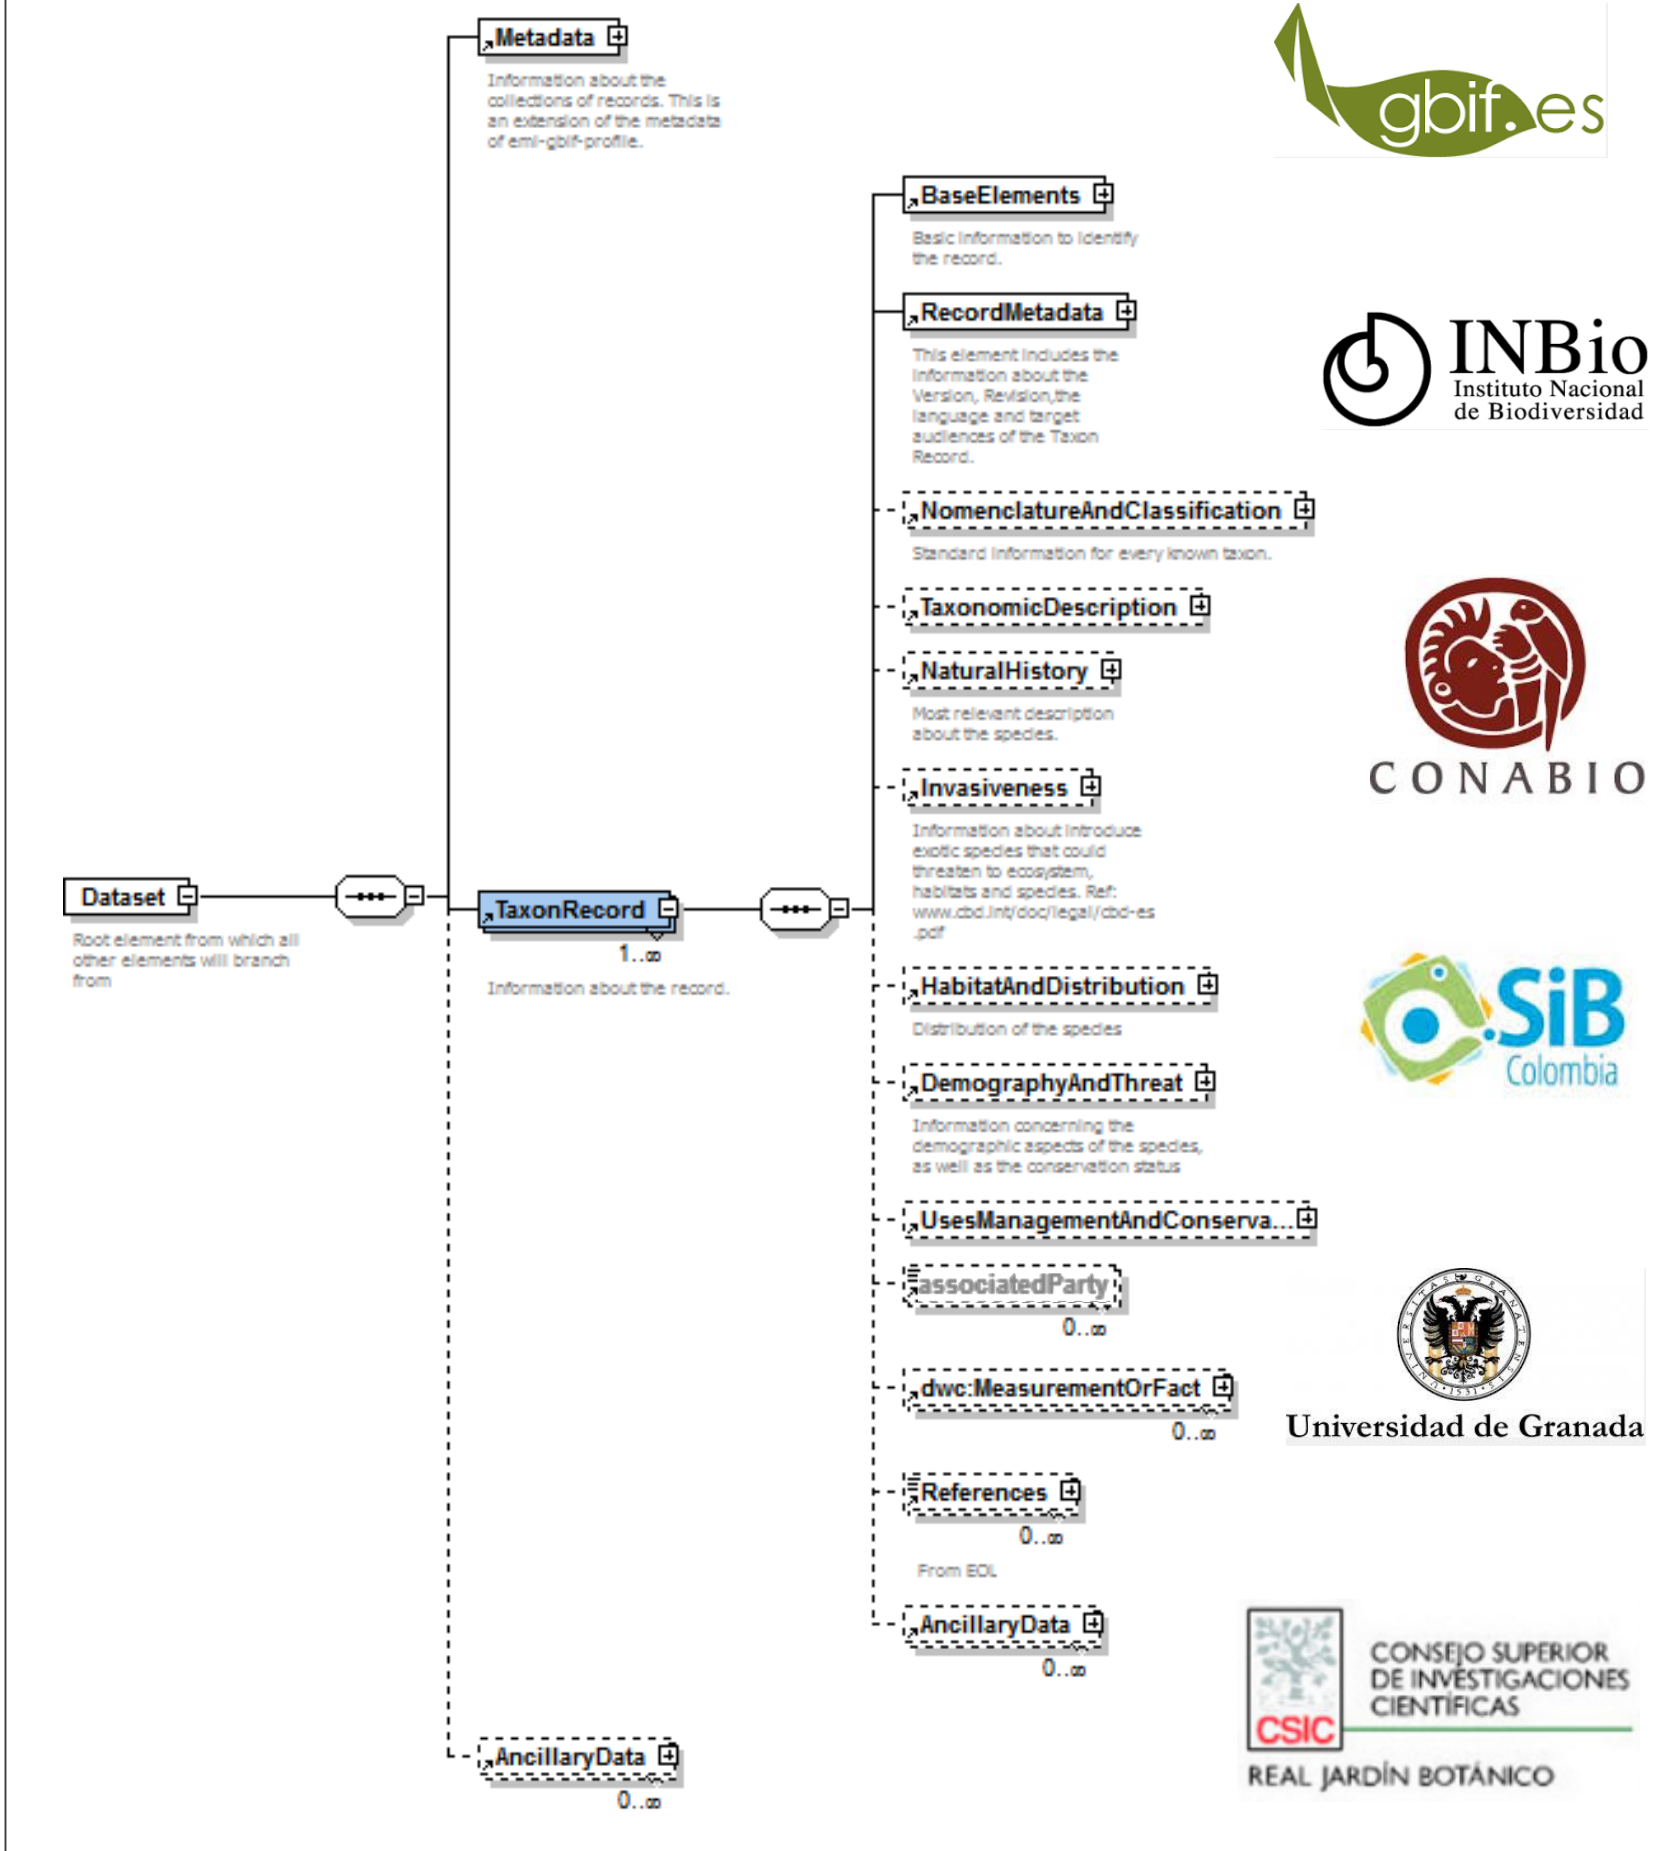 Metadata
Information about the
collections of records. This is
an extension of the metadata
of eml-gbif-profile.
gbif.es
BaseElements
Basic information to identify
the record.
RecordMetadata
This element includes the
information about the
Version, Revision,the
language and target
audiences of the Taxon
Record.
INBio
Instituto Nacional
de Biodiversidad
NomenclatureAndClassification
Standard information for every known taxon.
TaxonomicDescription
NaturalHistory
Most relevant description
about the species.
CONABIO
Invasiveness
Information about introduce
exotic species that could
threaten to ecosystem,
habitats and species. Ref:
www.cbd.int/doc/legal/cbd-es
.pdf
Dataset
Root element from which all
other elements will branch
from
TaxonRecord
1..∞
Information about the record.
HabitatAndDistribution
Distribution of the species
SiB
Colombia
DemographyAndThreat
Information concerning the
demographic aspects of the species,
as well as the conservation status
UsesManagementAndConserva...
associatedParty
0..∞
UNIVERSITAS GRANATENSIS
1531
Universidad de Granada
dwc:MeasurementOrFact
0..∞
References
0..∞
From EOL
AncillaryData
0..∞
CSIC
CONSEJO SUPERIOR
DE INVESTIGACIONES
CIENTÍFICAS
REAL JARDÍN BOTÁNICO
AncillaryData
0..∞